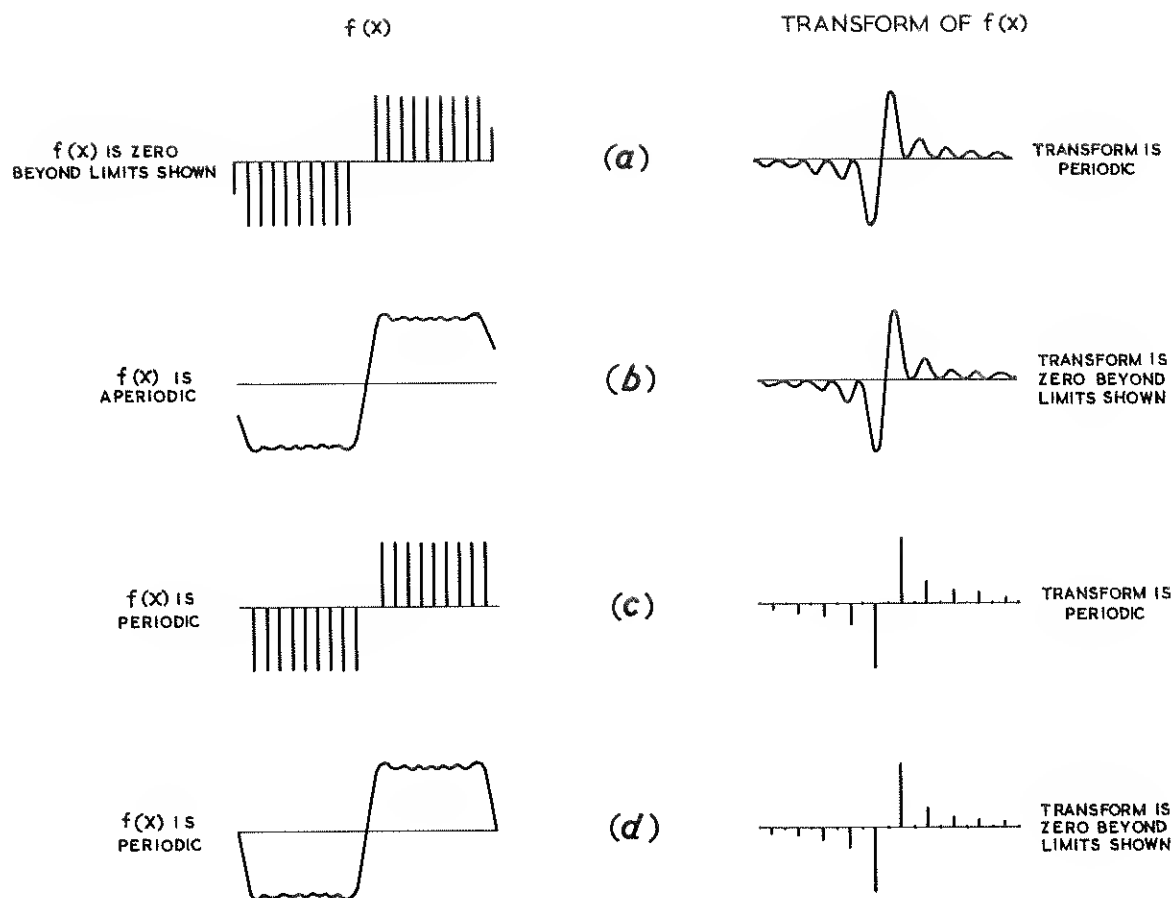 f(x)
TRANSFORM OF f(x)
f(x) IS ZERO
BEYOND LIMITS SHOWN
(a)
TRANSFORM IS
PERIODIC
f(x) IS
APERIODIC
(b)
TRANSFORM IS
ZERO BEYOND
LIMITS SHOWN
f(x) IS
PERIODIC
(c)
TRANSFORM IS
PERIODIC
f(x) IS
PERIODIC
(d)
TRANSFORM IS
ZERO BEYOND
LIMITS SHOWN